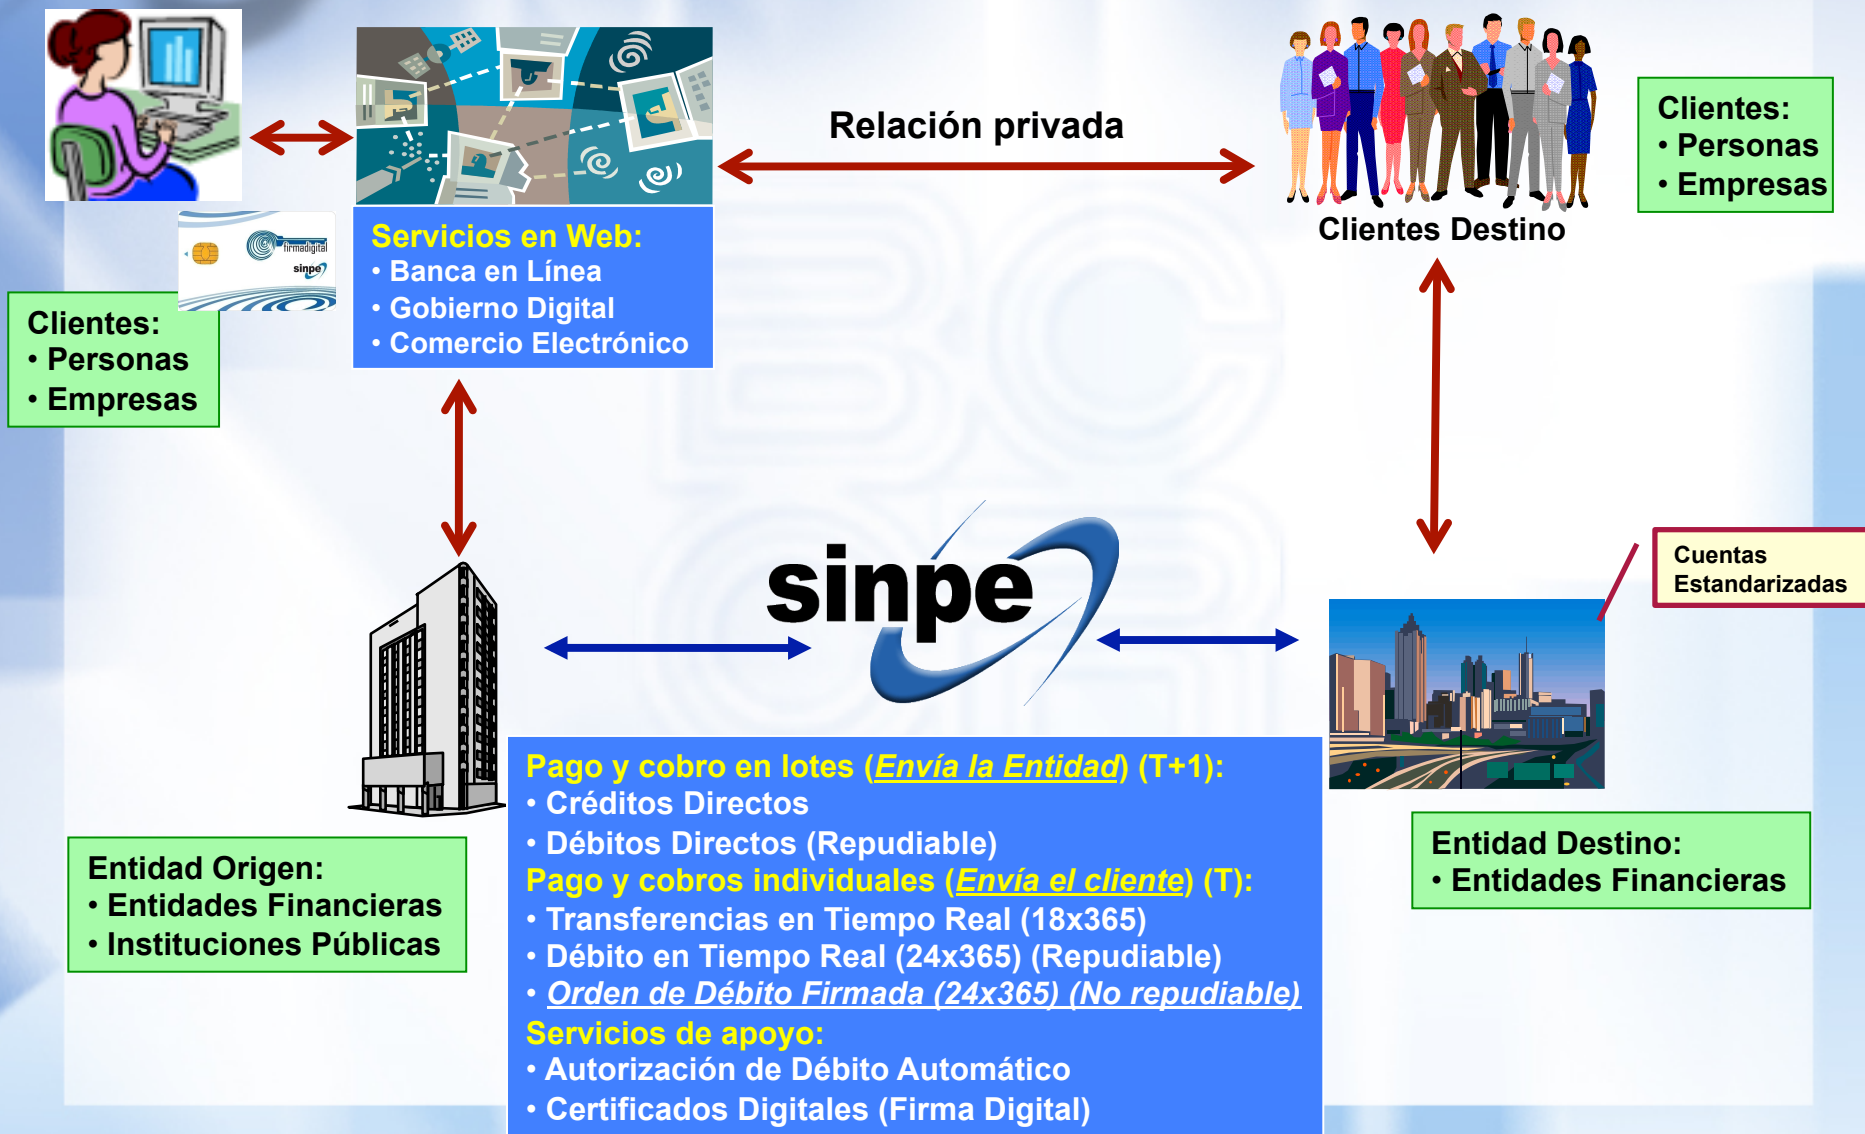 Relación privada
Clientes:
• Personas
• Empresas
Clientes Destino
firmadigital
sinpe
Servicios en Web:
• Banca en Línea
• Gobierno Digital
• Comercio Electrónico
Clientes:
• Personas
• Empresas
BC
CR
sinpe
Cuentas
Estandarizadas
Pago y cobro en lotes (Envía la Entidad) (T+1):
• Créditos Directos
• Débitos Directos (Repudiable)
Pago y cobros individuales (Envía el cliente) (T):
• Transferencias en Tiempo Real (18x365)
• Débito en Tiempo Real (24x365) (Repudiable)
• Orden de Débito Firmada (24x365) (No repudiable)
Servicios de apoyo:
• Autorización de Débito Automático
• Certificados Digitales (Firma Digital)
Entidad Origen:
• Entidades Financieras
• Instituciones Públicas
Entidad Destino:
• Entidades Financieras